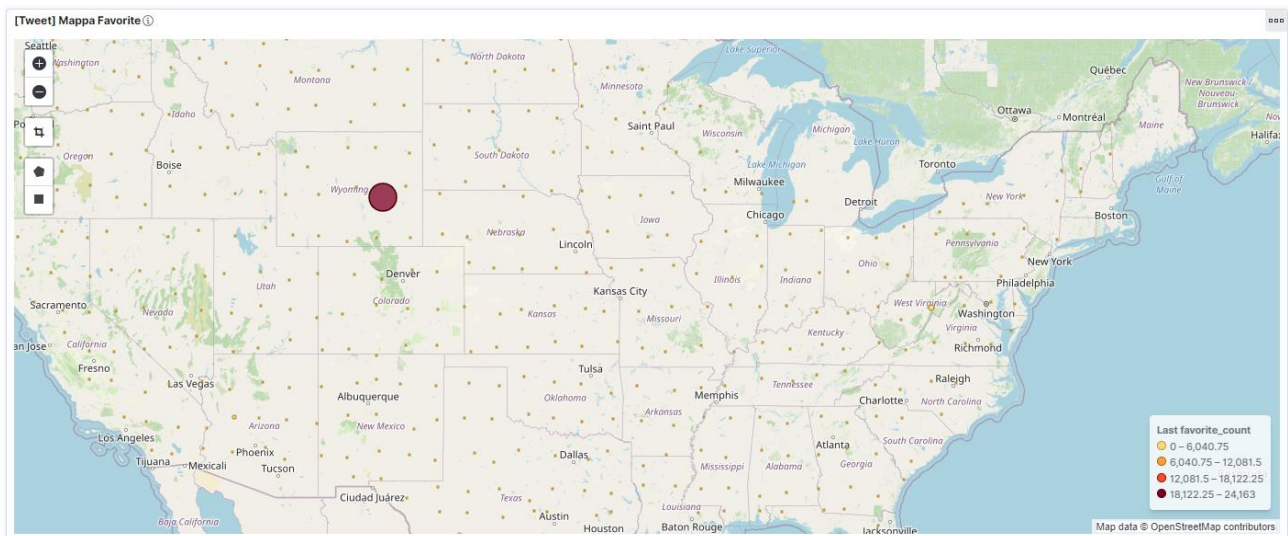 [Tweet] Mappa Favorite
Seattle
Washington
North Dakota
Lake Superior
Québec
Montana
Minnesota
New Brunswick /
Nouveau-
Brunswick
Ottawa
Montréal
Idaho
Saint Paul
Wisconsin
Michigan
Maine
Halifax
Lake Huron
Oregon
Boise
South Dakota
Toronto
Lake Michigan
Gulf of
Maine
Wyoming
Milwaukee
New York
Detroit
Chicago
Boston
Iowa
Nebraska
Lincoln
Pennsylvania
New York
Ohio
Denver
Utah
Illinois
Indiana
Philadelphia
Kansas City
Sacramento
Nevada
Colorado
West Virginia
Washington
Kansas
Missouri
Virginia
Kentucky
an Jose
California
Richmond
Fresno
Tulsa
Las Vegas
Raleigh
Tennessee
Albuquerque
Oklahoma
Memphis
Charlotte
North Carolina
Arkansas
Arizona
New Mexico
Los Angeles
Phoenix
Atlanta
South Carolina
Tijuana
Mexicali
Tucson
Dallas
Mississippi
Alabama
Georgia
Ciudad Juárez
Texas
Louisiana
Austin
Baja California
Houston
Baton Rouge
Jacksonville
Last favorite_count
0 – 6,040.75
6,040.75 – 12,081.5
12,081.5 – 18,122.25
18,122.25 – 24,163
Map data © OpenStreetMap contributors